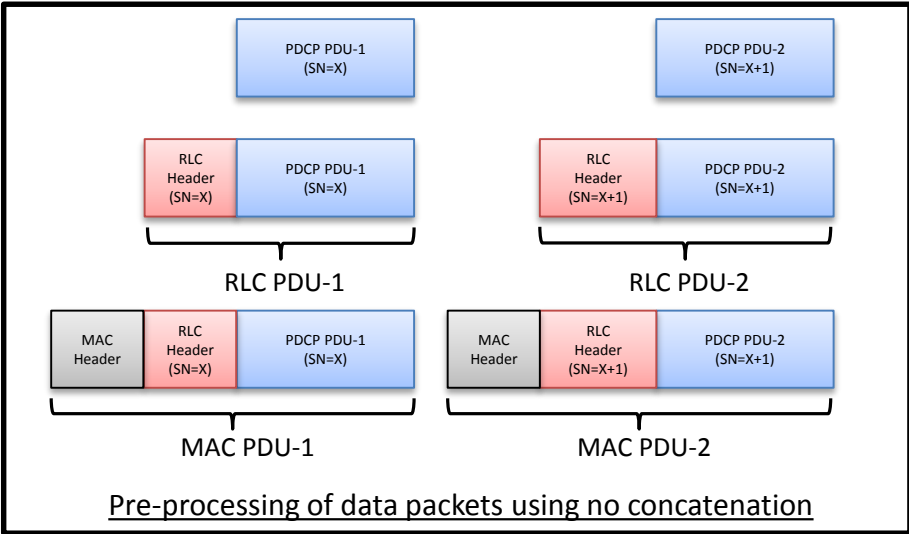 PDCP PDU-1
(SN=X)
PDCP PDU-2
(SN=X+1)
RLC
Header
(SN=X)
PDCP PDU-1
(SN=X)
RLC
Header
(SN=X+1)
PDCP PDU-2
(SN=X+1)
RLC PDU-1
RLC PDU-2
MAC
Header
RLC
Header
(SN=X)
PDCP PDU-1
(SN=X)
MAC
Header
RLC
Header
(SN=X+1)
PDCP PDU-2
(SN=X+1)
MAC PDU-1
MAC PDU-2
Pre-processing of data packets using no concatenation